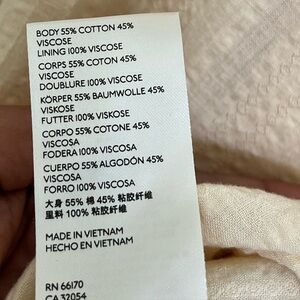 BODY 55% COTTON 45%
VISCOSE
LINING 100% VISCOSE
CORPS 55% COTON 45%
VISCOSE
DOUBLURE 100% VISCOSE
KÖRPER 55% BAUMWOLLE 45%
VISKOSE
FUTTER 100% VISKOSE
CORPO 55% COTONE 45%
VISCOSA
FODERA 100% VISCOSA
CUERPO 55% ALGODÓN 45%
VISCOSA
FORRO 100% VISCOSA
大身 55% 棉 45% 粘胶纤维
里料 100% 粘胶纤维
MADE IN VIETNAM
HECHO EN VIETNAM
RN 66170
CA 32054